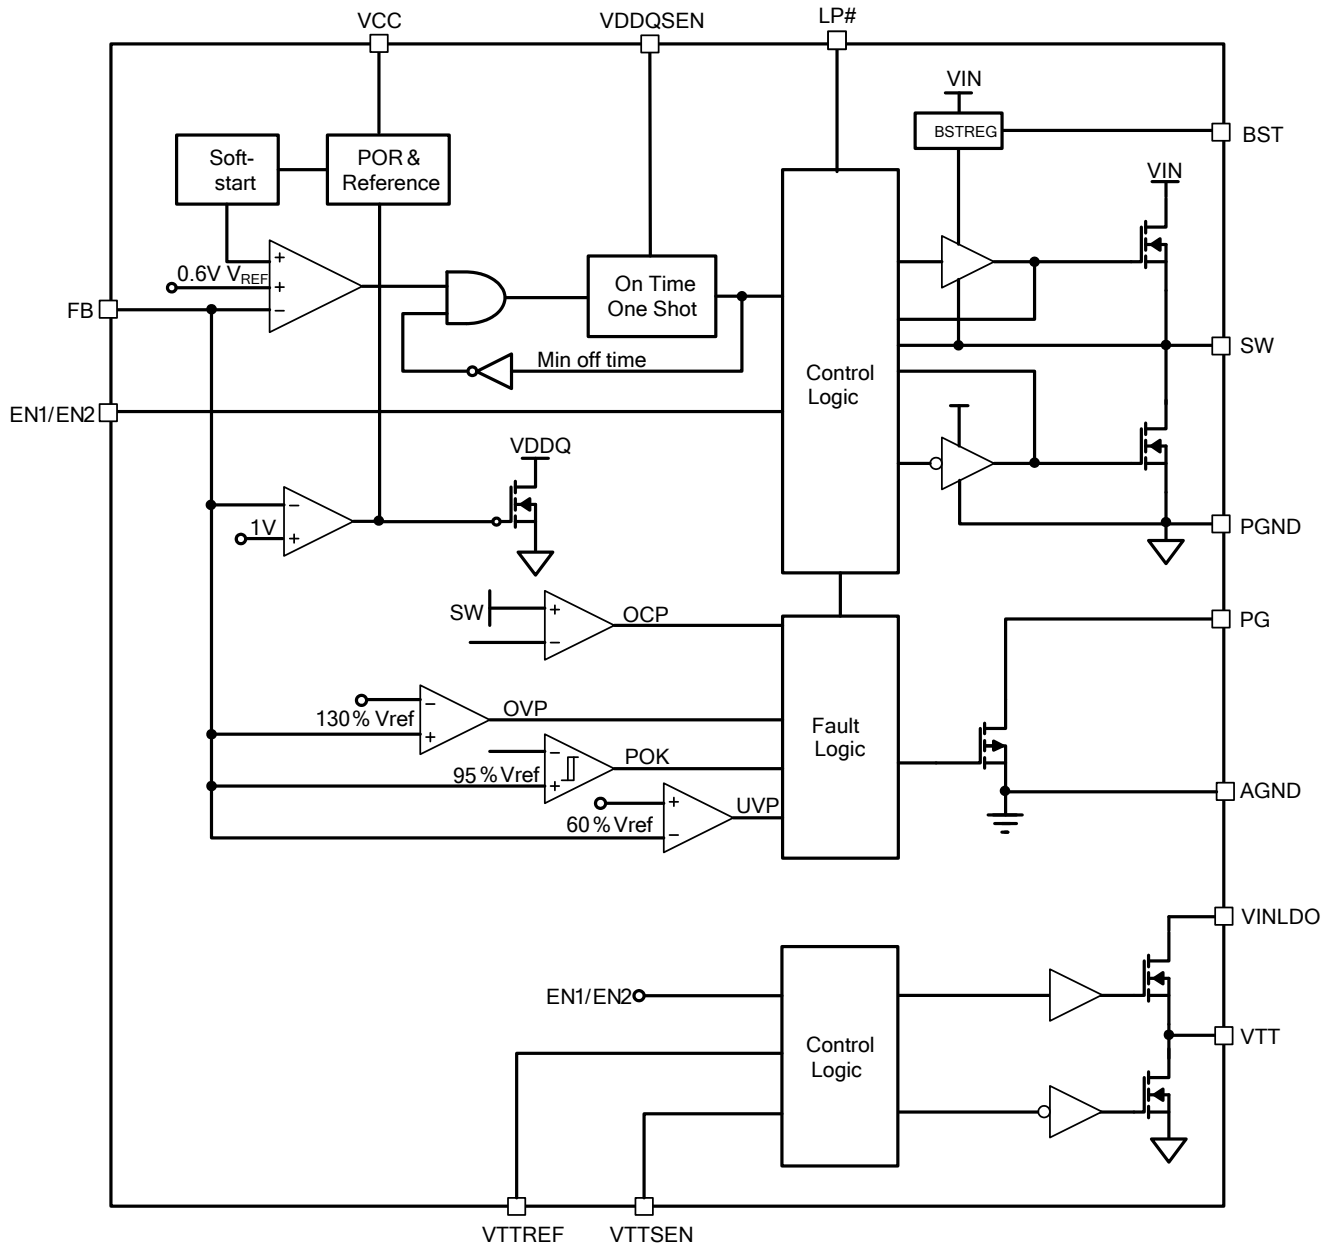 VCC
VDDQSEN
LP#
VIN
BSTREG
BST
Soft-
start
POR &
Reference
VIN
0.6V VREF
+
+
−
On Time
One Shot
FB
Min off time
Control
Logic
SW
EN1/EN2
VDDQ
−
1V
+
PGND
SW
+
−
OCP
PG
−
130% Vref
+
OVP
Fault
Logic
−
95% Vref
+
POK
+
60% Vref
−
UVP
AGND
VINLDO
EN1/EN2
Control
Logic
VTT
VTTREF
VTTSEN